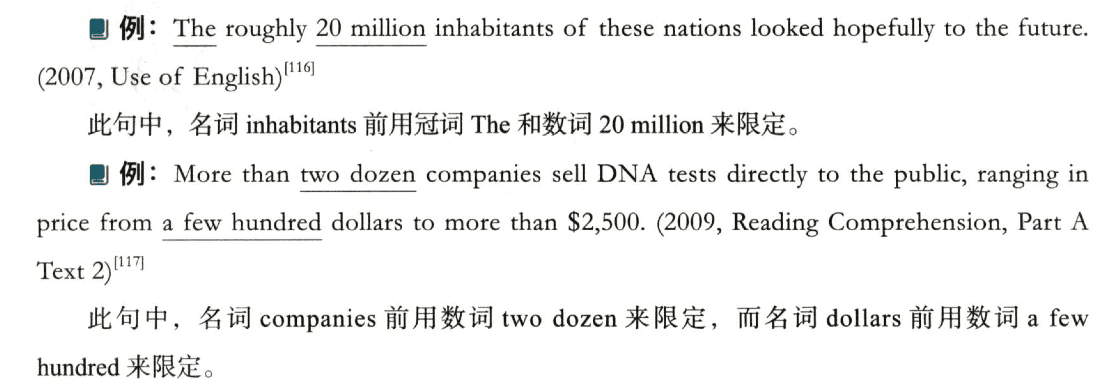 例：The roughly 20 million inhabitants of these nations looked hopefully to the future.
(2007, Use of English)[116]
此句中，名词 inhabitants 前用冠词 The 和数词 20 million 来限定。
例：More than two dozen companies sell DNA tests directly to the public, ranging in
price from a few hundred dollars to more than $2,500. (2009, Reading Comprehension, Part A
Text 2)[117]
此句中，名词 companies 前用数词 two dozen 来限定，而名词 dollars 前用数词 a few
hundred 来限定。